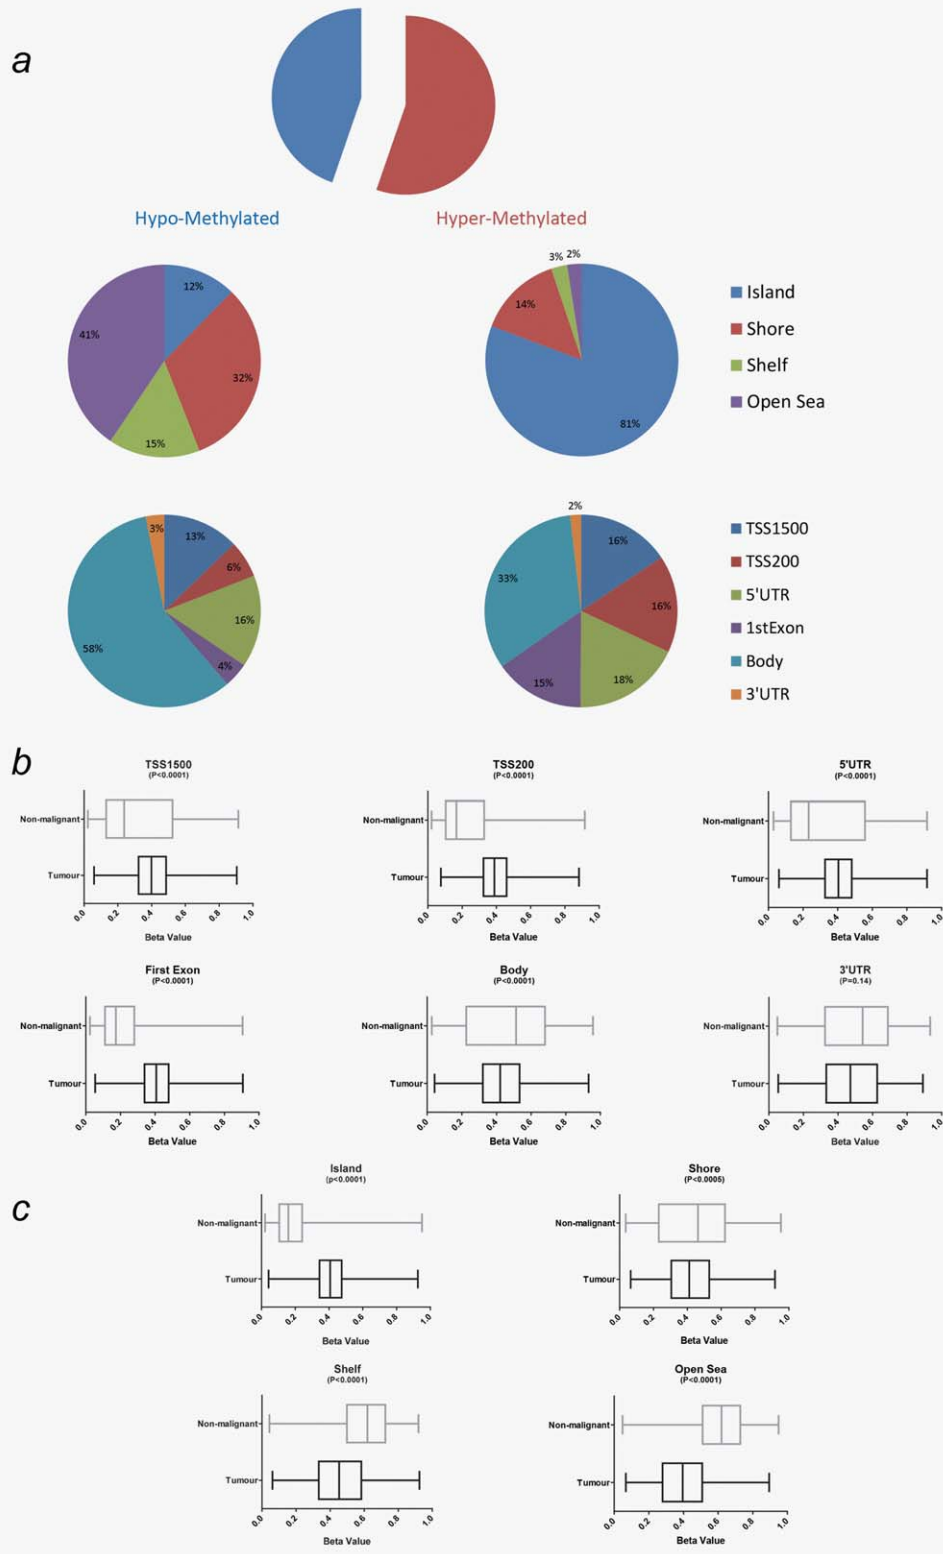 a
Hypo-Methylated
Hyper-Methylated
12%
32%
15%
41%
3%
2%
14%
81%
Island
Shore
Shelf
Open Sea
3%
13%
6%
16%
4%
58%
2%
16%
16%
18%
15%
33%
TSS1500
TSS200
5'UTR
1stExon
Body
3'UTR
b
TSS1500
(P<0.0001)
Non-malignant
Tumour
0.0 0.2 0.4 0.6 0.8 1.0
Beta Value
TSS200
(P<0.0001)
Non-malignant
Tumour
0.0 0.2 0.4 0.6 0.8 1.0
Beta Value
5'UTR
(P<0.0001)
Non-malignant
Tumour
0.0 0.2 0.4 0.6 0.8 1.0
Beta Value
First Exon
(P<0.0001)
Non-malignant
Tumour
0.0 0.2 0.4 0.6 0.8 1.0
Beta Value
Body
(P<0.0001)
Non-malignant
Tumour
0.0 0.2 0.4 0.6 0.8 1.0
Beta Value
3'UTR
(P=0.14)
Non-malignant
Tumour
0.0 0.2 0.4 0.6 0.8 1.0
Beta Value
c
Island
(p<0.0001)
Non-malignant
Tumour
0.0 0.2 0.4 0.6 0.8 1.0
Beta Value
Shore
(P<0.0005)
Non-malignant
Tumour
0.0 0.2 0.4 0.6 0.8 1.0
Beta Value
Shelf
(P<0.0001)
Non-malignant
Tumour
0.0 0.2 0.4 0.6 0.8 1.0
Beta Value
Open Sea
(P<0.0001)
Non-malignant
Tumour
0.0 0.2 0.4 0.6 0.8 1.0
Beta Value